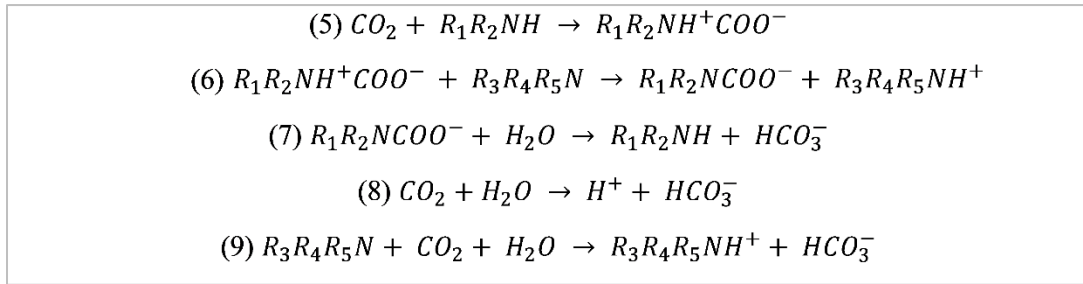 (5) CO₂ + R₁R₂NH → R₁R₂NH⁺COO⁻
(6) R₁R₂NH⁺COO⁻ + R₃R₄R₅N → R₁R₂NCOO⁻ + R₃R₄R₅NH⁺
(7) R₁R₂NCOO⁻ + H₂O → R₁R₂NH + HCO₃⁻
(8) CO₂ + H₂O → H⁺ + HCO₃⁻
(9) R₃R₄R₅N + CO₂ + H₂O → R₃R₄R₅NH⁺ + HCO₃⁻